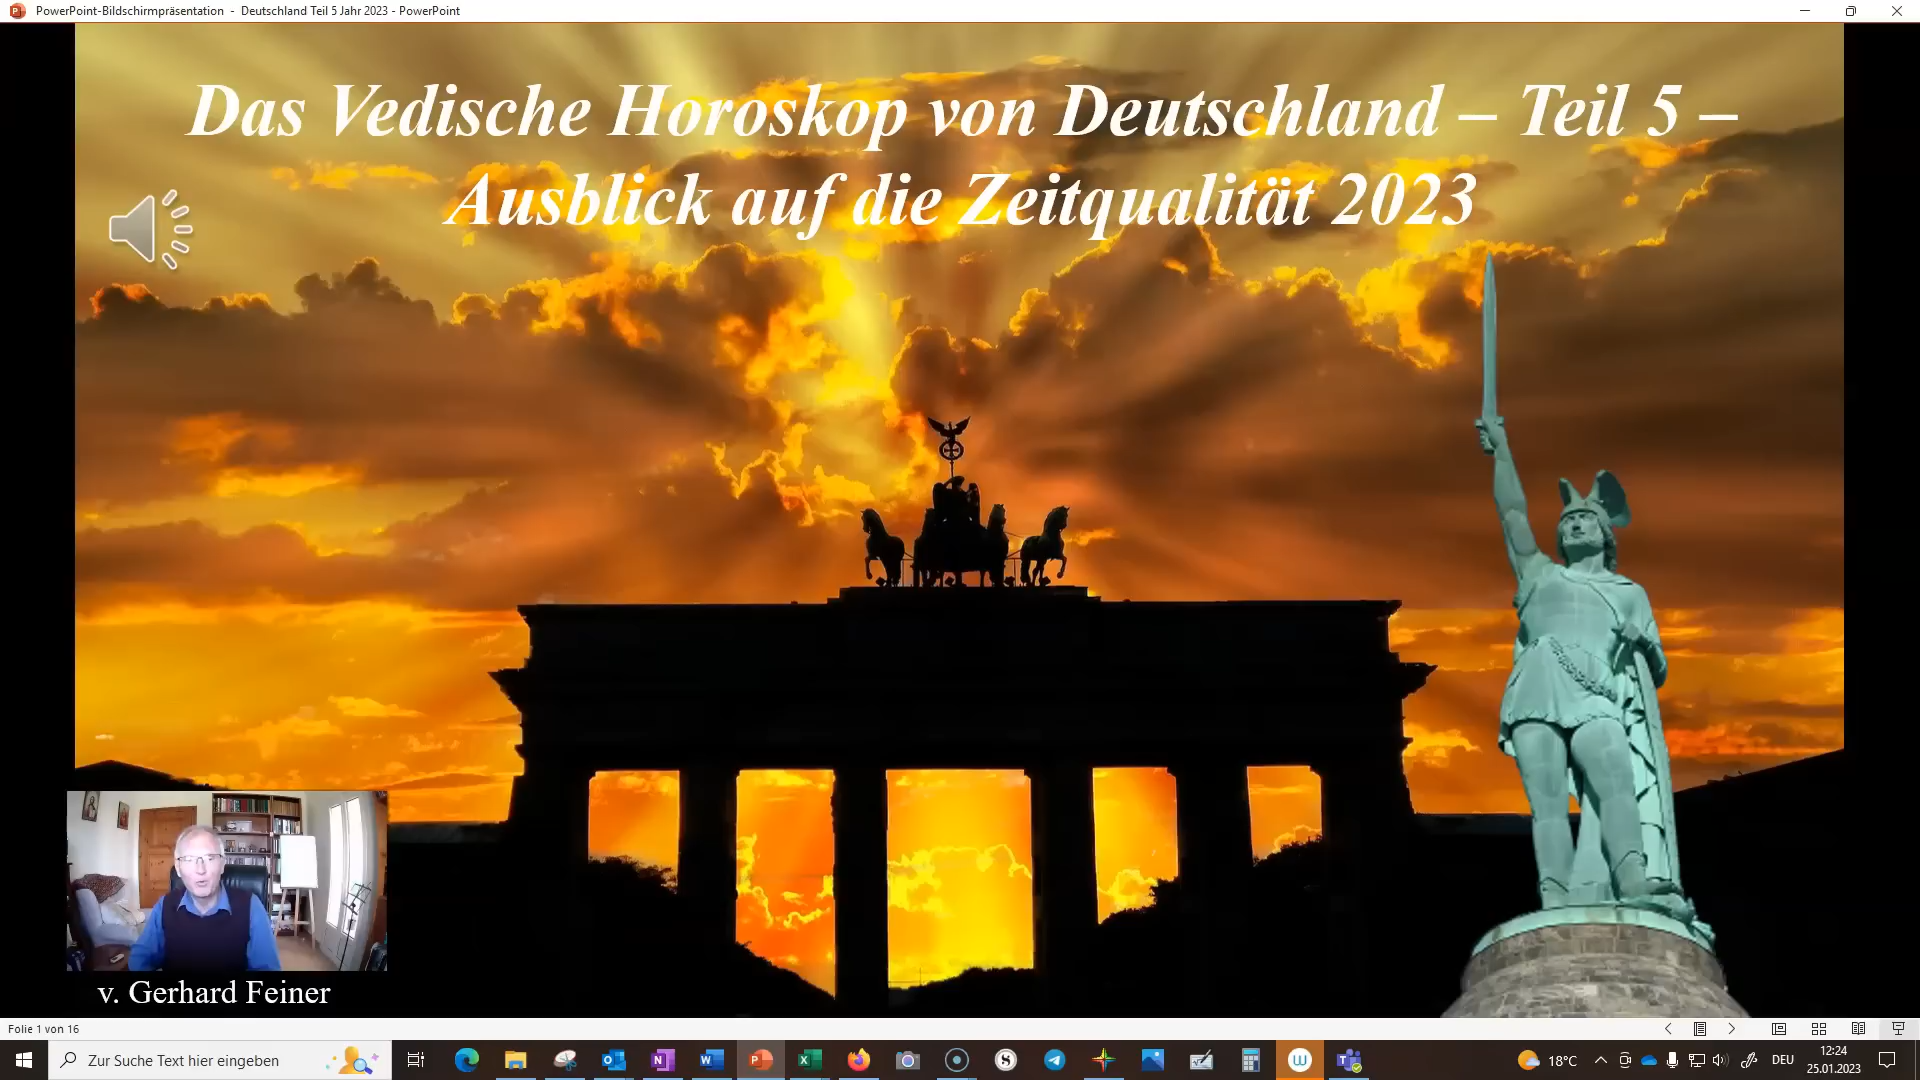 PowerPoint-Bildschirmpräsentation - Deutschland Teil 5 Jahr 2023 - PowerPoint
Das Vedische Horoskop von Deutschland – Teil 5 –
Ausblick auf die Zeitqualität 2023
v. Gerhard Feiner
Folie 1 von 16
Zur Suche Text hier eingeben
18°C
DEU
12:24
25.01.2023